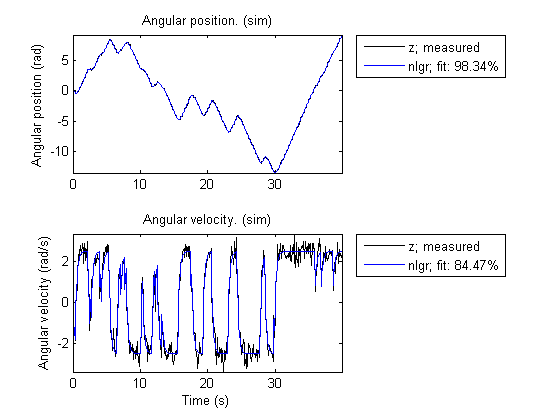 Angular position. (sim)
Angular position (rad)
5
0
-5
-10
0
10
20
30
z; measured
nlgr; fit: 98.34%
Angular velocity. (sim)
Angular velocity (rad/s)
2
0
-2
0
10
20
30
Time (s)
z; measured
nlgr; fit: 84.47%